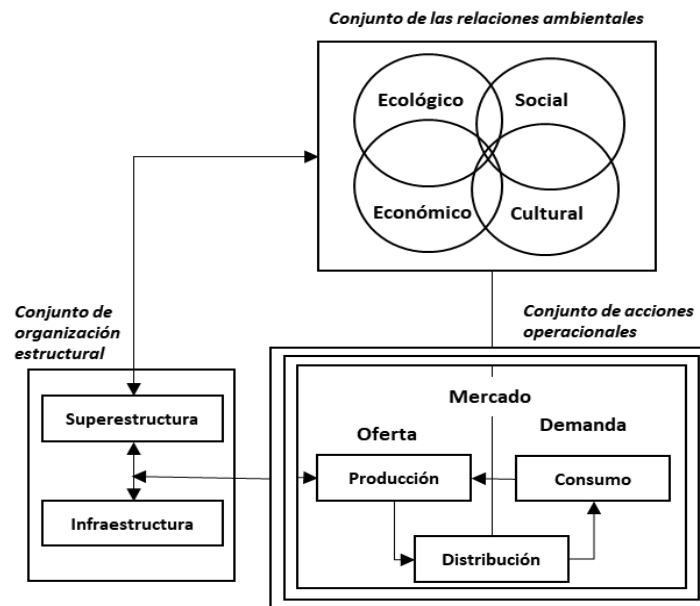 Conjunto de las relaciones ambientales
Ecológico
Social
Económico
Cultural
Conjunto de
organización
estructural
Superestructura
Infraestructura
Conjunto de acciones
operacionales
Mercado
Oferta
Demanda
Producción
Consumo
Distribución